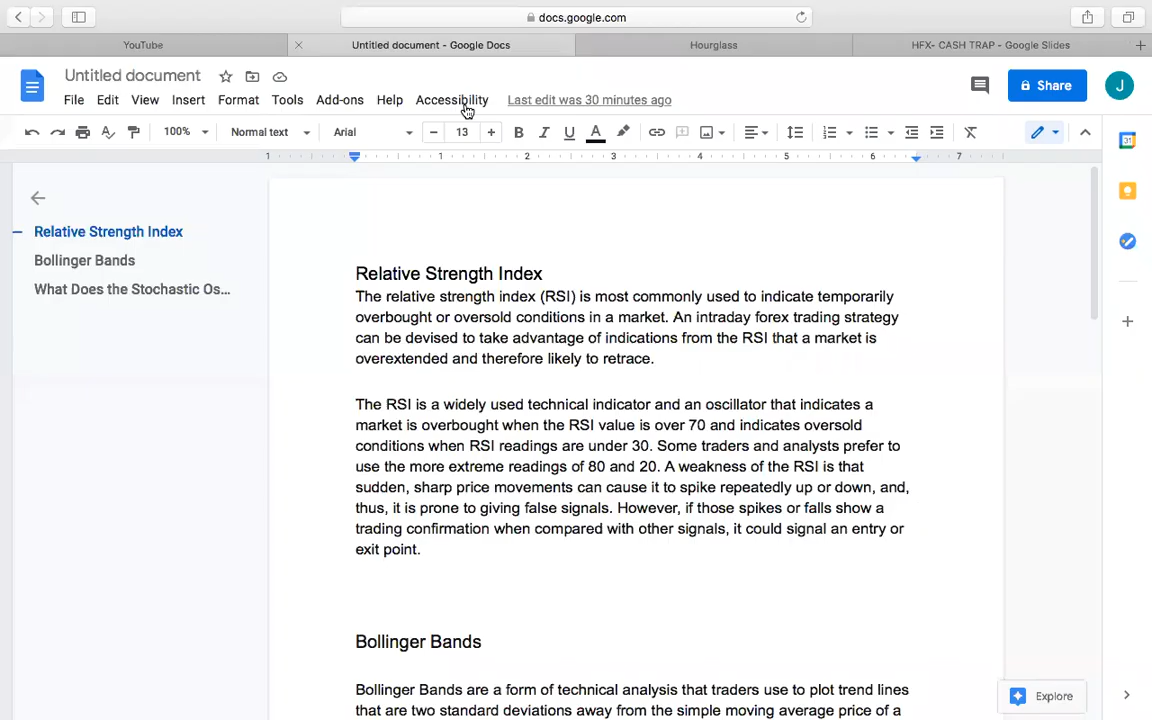 docs.google.com
YouTube
Untitled document - Google Docs
Hourglass
HFX- CASH TRAP - Google Slides
Untitled document
File Edit View Insert Format Tools Add-ons Help Accessibility Last edit was 30 minutes ago
Share
J
100% Normal text Arial 13
1 1 2 3 4 5 6 7
31
Relative Strength Index
Bollinger Bands
What Does the Stochastic Os...
Relative Strength Index
The relative strength index (RSI) is most commonly used to indicate temporarily
overbought or oversold conditions in a market. An intraday forex trading strategy
can be devised to take advantage of indications from the RSI that a market is
overextended and therefore likely to retrace.
The RSI is a widely used technical indicator and an oscillator that indicates a
market is overbought when the RSI value is over 70 and indicates oversold
conditions when RSI readings are under 30. Some traders and analysts prefer to
use the more extreme readings of 80 and 20. A weakness of the RSI is that
sudden, sharp price movements can cause it to spike repeatedly up or down, and,
thus, it is prone to giving false signals. However, if those spikes or falls show a
trading confirmation when compared with other signals, it could signal an entry or
exit point.
Bollinger Bands
Bollinger Bands are a form of technical analysis that traders use to plot trend lines
that are two standard deviations away from the simple moving average price of a
Explore